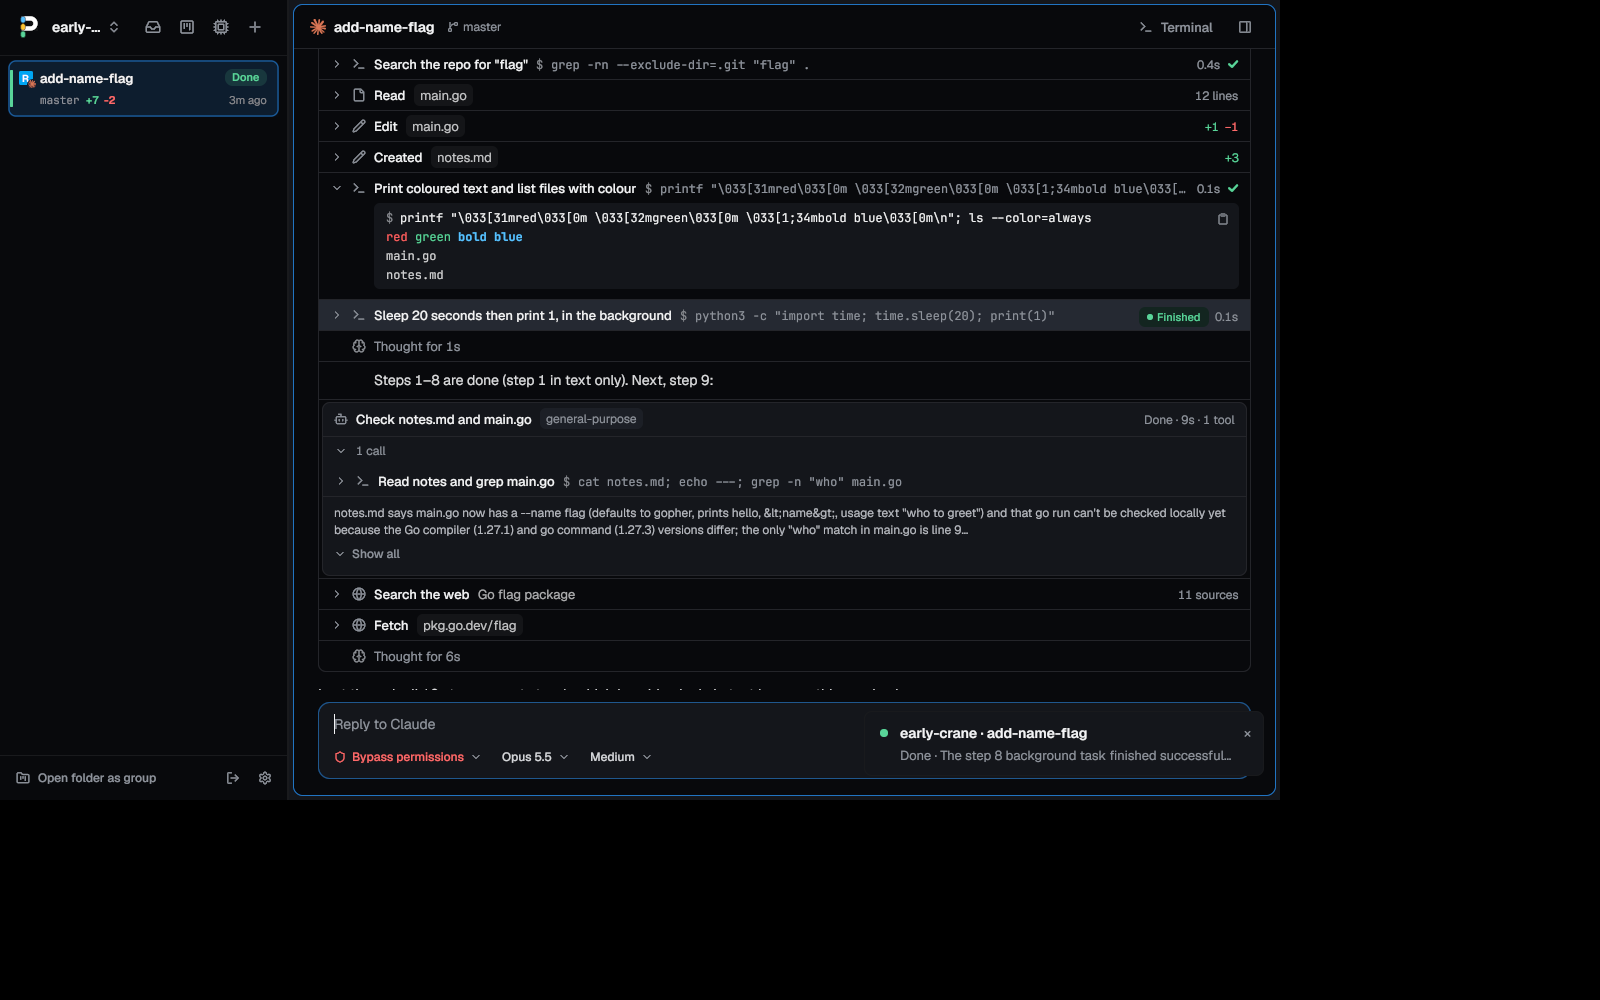 early-...
add-name-flag
Done
master +7 -2
3m ago
Open folder as group
add-name-flag master
Terminal
Search the repo for "flag" $ grep -rn --exclude-dir=.git "flag" . 0.4s
Read main.go 12 lines
Edit main.go +1 -1
Created notes.md +3
Print coloured text and list files with colour $ printf "\033[31mred\033[0m \033[32mgreen\033[0m \033[1;34mbold blue\033[… 0.1s
$ printf "\033[31mred\033[0m \033[32mgreen\033[0m \033[1;34mbold blue\033[0m\n"; ls --color=always
red green bold blue
main.go
notes.md
Sleep 20 seconds then print 1, in the background $ python3 -c "import time; time.sleep(20); print(1)" Finished 0.1s
Thought for 1s
Steps 1–8 are done (step 1 in text only). Next, step 9:
Check notes.md and main.go general-purpose Done · 9s · 1 tool
1 call
Read notes and grep main.go $ cat notes.md; echo ---; grep -n "who" main.go
notes.md says main.go now has a --name flag (defaults to gopher, prints hello, &lt;name&gt;, usage text "who to greet") and that go run can't be checked locally yet
because the Go compiler (1.27.1) and go command (1.27.3) versions differ; the only "who" match in main.go is line 9…
Show all
Search the web Go flag package 11 sources
Fetch pkg.go.dev/flag
Thought for 6s
Reply to Claude
Bypass permissions Opus 5.5 Medium
early-crane · add-name-flag
Done · The step 8 background task finished successful…